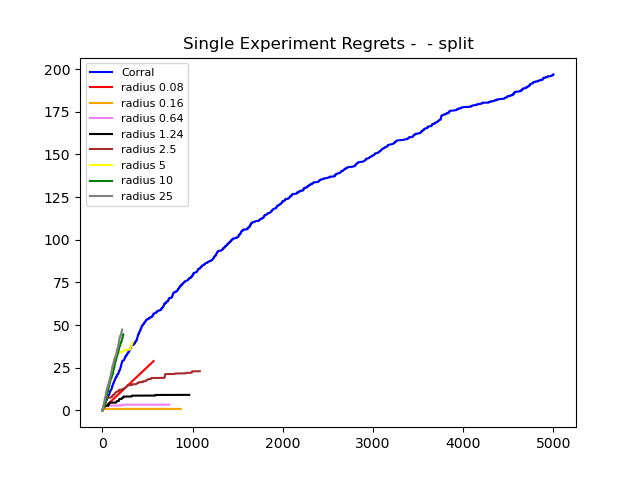 Single Experiment Regrets -  - split
200
175
150
125
100
75
50
25
0
Corral
radius 0.08
radius 0.16
radius 0.64
radius 1.24
radius 2.5
radius 5
radius 10
radius 25
0 1000 2000 3000 4000 5000